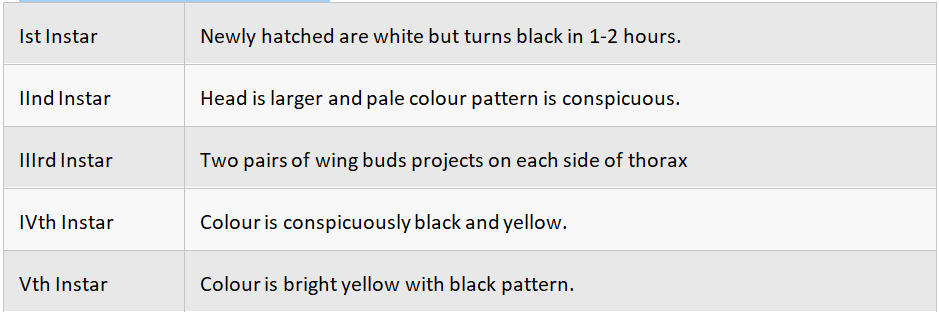 Ist Instar Newly hatched are white but turns black in 1-2 hours.
IInd Instar Head is larger and pale colour pattern is conspicuous.
IIIrd Instar Two pairs of wing buds projects on each side of thorax
IVth Instar Colour is conspicuously black and yellow.
Vth Instar Colour is bright yellow with black pattern.